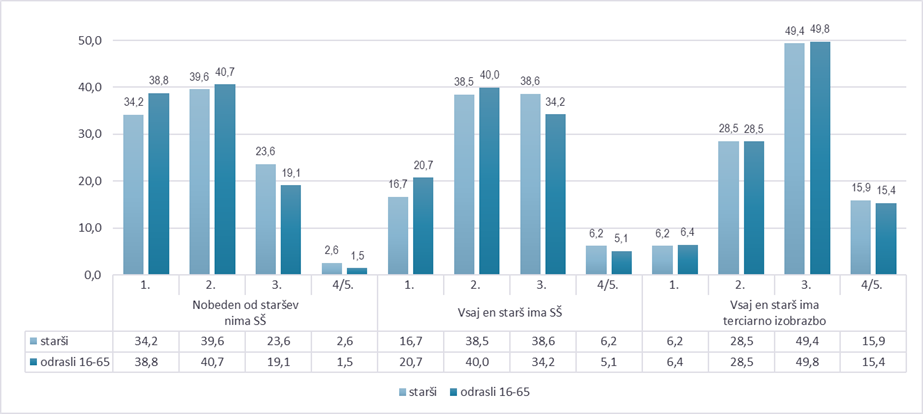 50,0
40,0
30,0
20,0
10,0
0,0
34,2 38,8 39,6 40,7 23,6 19,1 2,6 1,5 16,7 20,7 38,5 40,0 38,6 34,2 6,2 5,1 6,2 6,4 28,5 28,5 49,4 49,8 15,9 15,4
1. 2. 3. 4/5. 1. 2. 3. 4/5. 1. 2. 3. 4/5.
Nobeden od staršev
nima SŠ
Vsaj en starš ima SŠ
Vsaj en starš ima
terciarno izobrazbo
starši 34,2 39,6 23,6 2,6 16,7 38,5 38,6 6,2 6,2 28,5 49,4 15,9
odrasli 16-65 38,8 40,7 19,1 1,5 20,7 40,0 34,2 5,1 6,4 28,5 49,8 15,4
starši odrasli 16-65